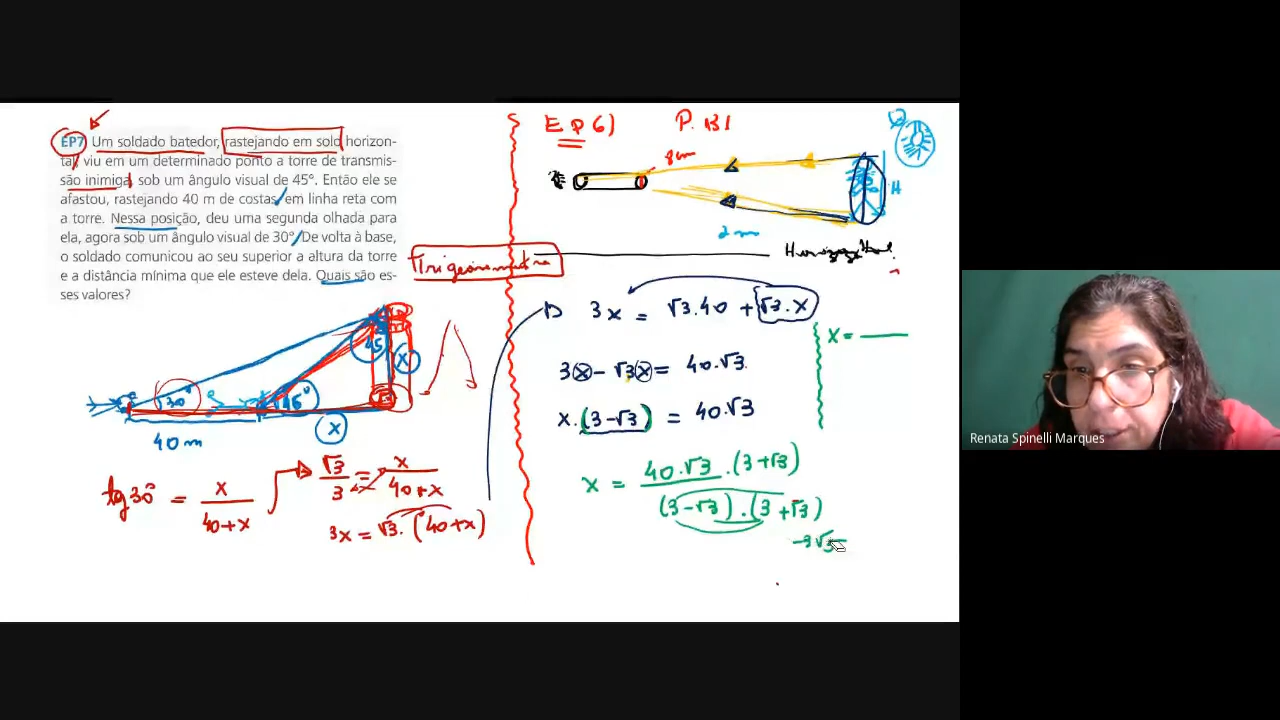 EP7 Um soldado batedor, rastejando em solo horizon-
tal, viu em um determinado ponto a torre de transmis-
são inimiga, sob um ângulo visual de 45°. Então ele se
afastou, rastejando 40 m de costas, em linha reta com
a torre. Nessa posição, deu uma segunda olhada para
ela, agora sob um ângulo visual de 30°. De volta à base,
o soldado comunicou ao seu superior a altura da torre
e a distância mínima que ele esteve dela. Quais são es-
ses valores?
Trigonometria
45
x
30°
45°
40 m
x
tg30° = x / 40+x
√3 / 3 = x / 40+x
3x = √3 . (40+x)
EP6) P. 131
8cm
H
2m
3x = √3.40 + √3.x
x =
3x - √3x = 40.√3
x.(3-√3) = 40.√3
x = 40.√3 . (3+√3)
(3-√3) . (3+√3)
-3√3
Renata Spinelli Marques